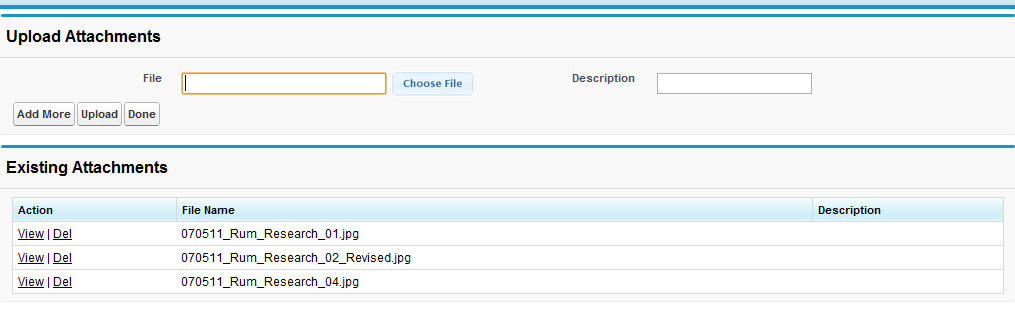 Upload Attachments
File Choose File Description
Add More Upload Done
Existing Attachments
Action File Name Description
View | Del 070511_Rum_Research_01.jpg
View | Del 070511_Rum_Research_02_Revised.jpg
View | Del 070511_Rum_Research_04.jpg